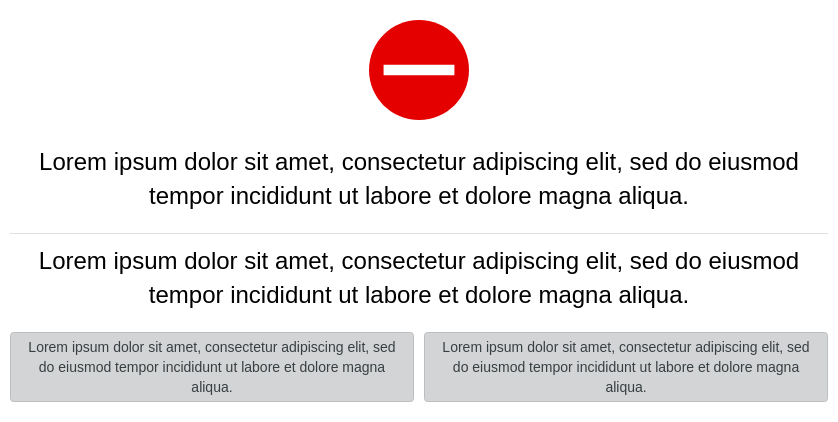 Lorem ipsum dolor sit amet, consectetur adipiscing elit, sed do eiusmod
tempor incididunt ut labore et dolore magna aliqua.
Lorem ipsum dolor sit amet, consectetur adipiscing elit, sed do eiusmod
tempor incididunt ut labore et dolore magna aliqua.
Lorem ipsum dolor sit amet, consectetur adipiscing elit, sed
do eiusmod tempor incididunt ut labore et dolore magna
aliqua.
Lorem ipsum dolor sit amet, consectetur adipiscing elit, sed
do eiusmod tempor incididunt ut labore et dolore magna
aliqua.